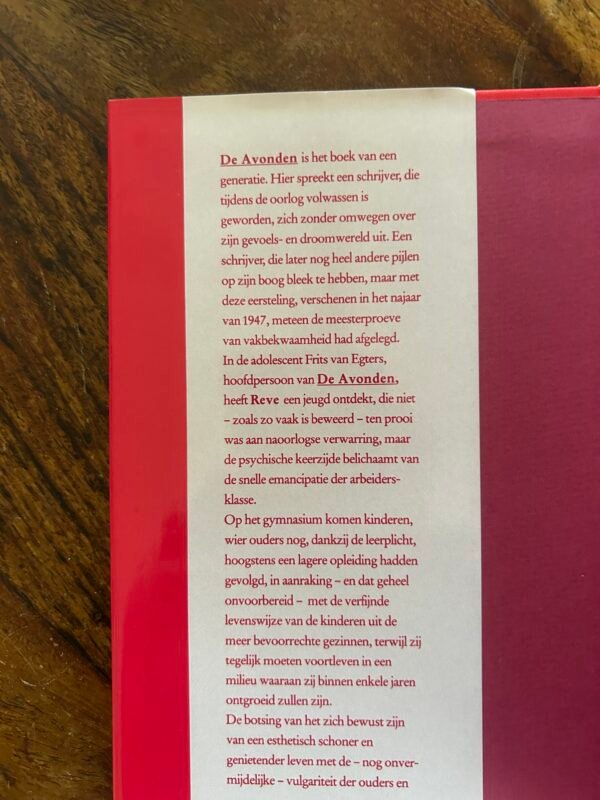 De Avonden is het boek van een
generatie. Hier spreekt een schrijver, die
tijdens de oorlog volwassen is
geworden, zich zonder omwegen over
zijn gevoels- en droomwereld uit. Een
schrijver, die later nog heel andere pijlen
op zijn boog bleek te hebben, maar met
deze eersteling, verschenen in het najaar
van 1947, meteen de meesterproeve
van vakbekwaamheid had afgelegd.
In de adolescent Frits van Egters,
hoofdpersoon van De Avonden,
heeft Reve een jeugd ontdekt, die niet
– zoals zo vaak is beweerd – ten prooi
was aan naoorlogse verwarring, maar
de psychische keerzijde belichaamt van
de snelle emancipatie der arbeiders-
klasse.
Op het gymnasium komen kinderen,
wier ouders nog, dankzij de leerplicht,
hoogstens een lagere opleiding hadden
gevolgd, in aanraking – en dat geheel
onvoorbereid – met de verfijnde
levenswijze van de kinderen uit de
meer bevoorrechte gezinnen, terwijl zij
tegelijk moeten voortleven in een
milieu waaraan zij binnen enkele jaren
ontgroeid zullen zijn.
De botsing van het zich bewust zijn
van een esthetisch schoner en
genietender leven met de – nog onver-
mijdelijke – vulgariteit der ouders en